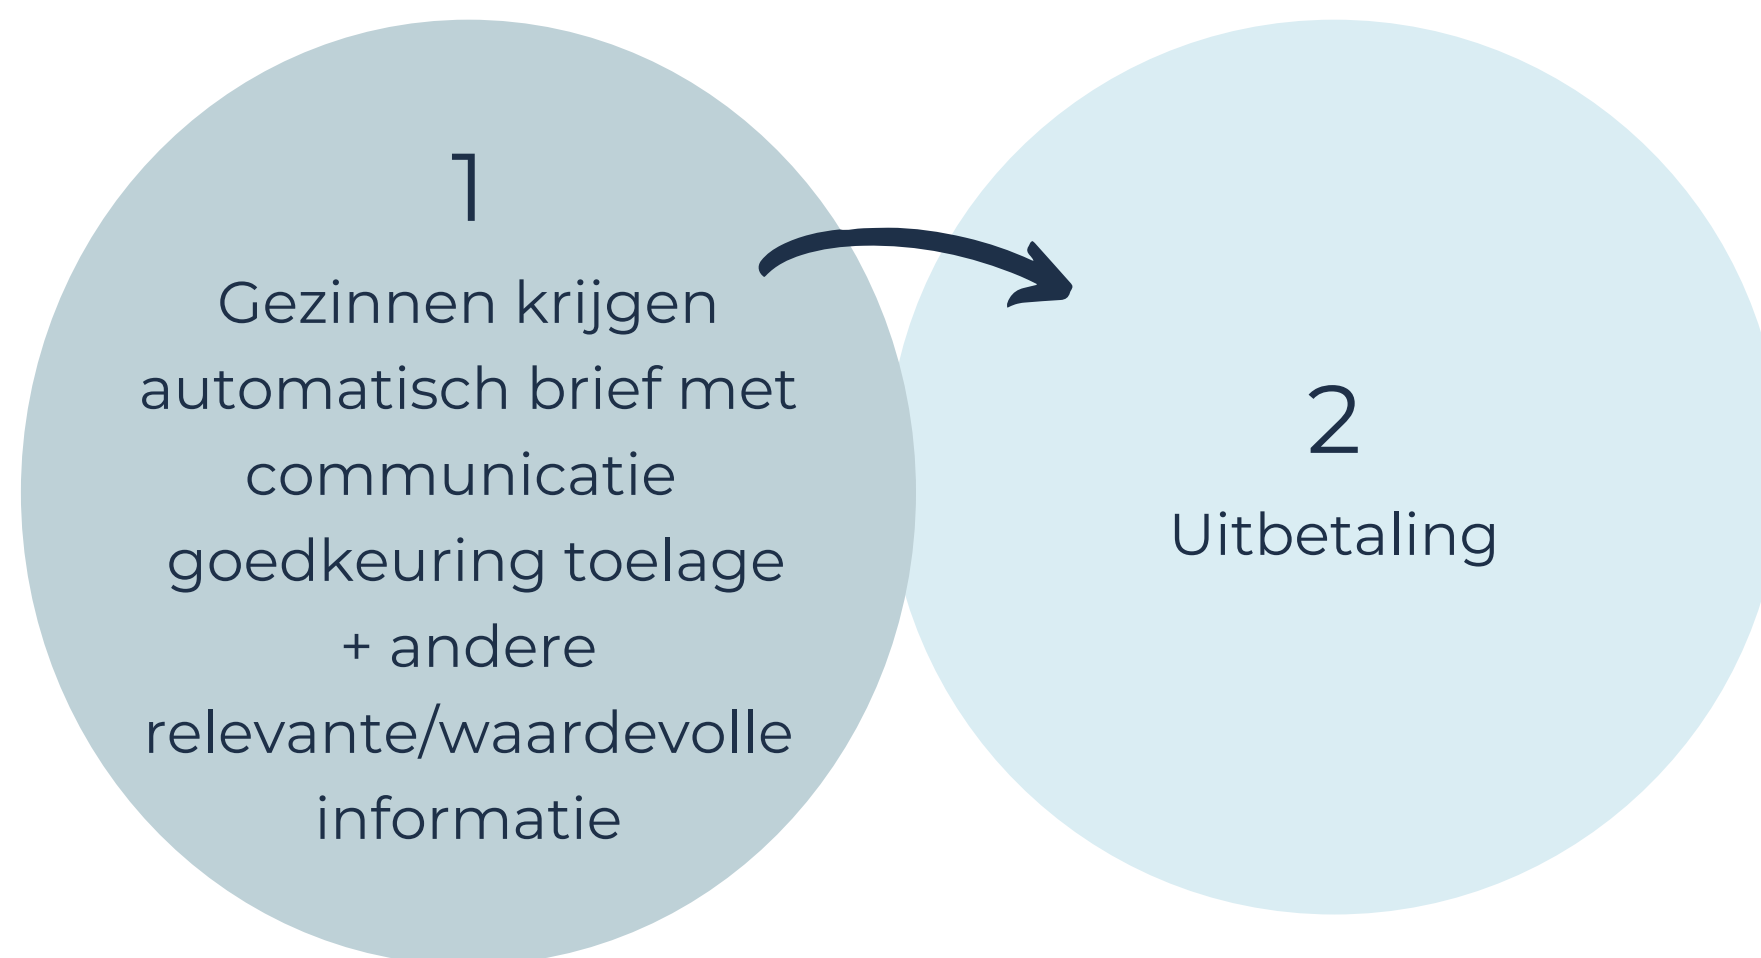 1
Gezinnen krijgen
automatisch brief met
communicatie
goedkeuring toelage
+ andere
relevante/waardevolle
informatie
2
Uitbetaling